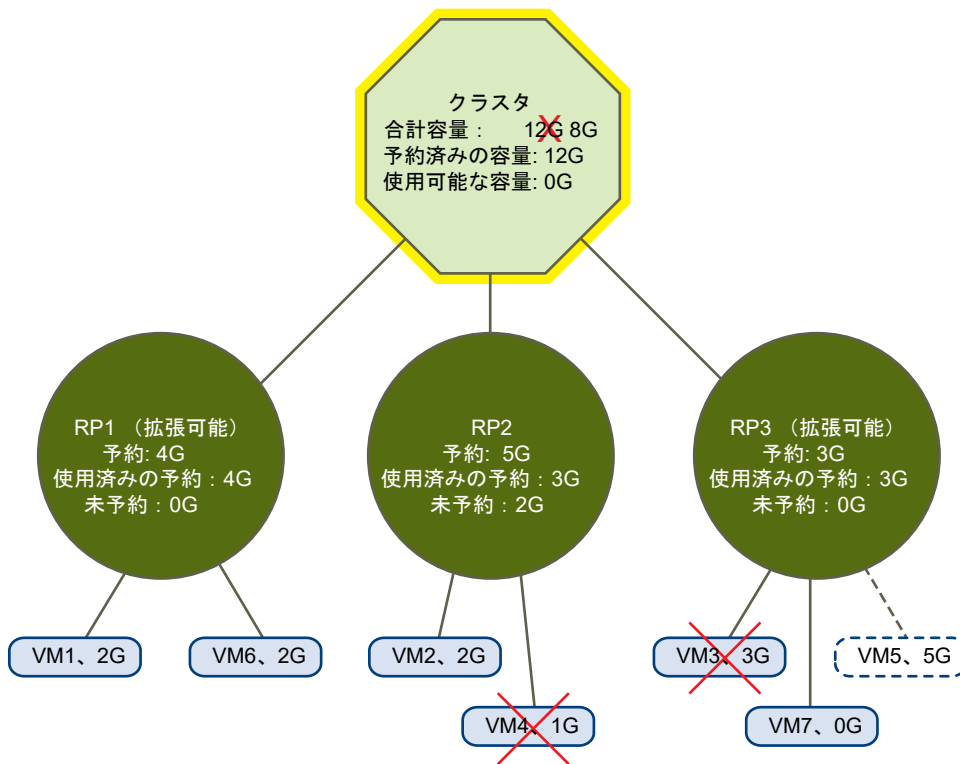 クラスタ
合計容量： 12G 8G
予約済みの容量: 12G
使用可能な容量: 0G
RP1 （拡張可能）
予約: 4G
使用済みの予約：4G
未予約：0G
RP2
予約: 5G
使用済みの予約：3G
未予約：2G
RP3 （拡張可能）
予約: 3G
使用済みの予約：3G
未予約：0G
VM1、2G
VM6、2G
VM2、2G
VM3、3G
VM5、5G
VM4、1G
VM7、0G